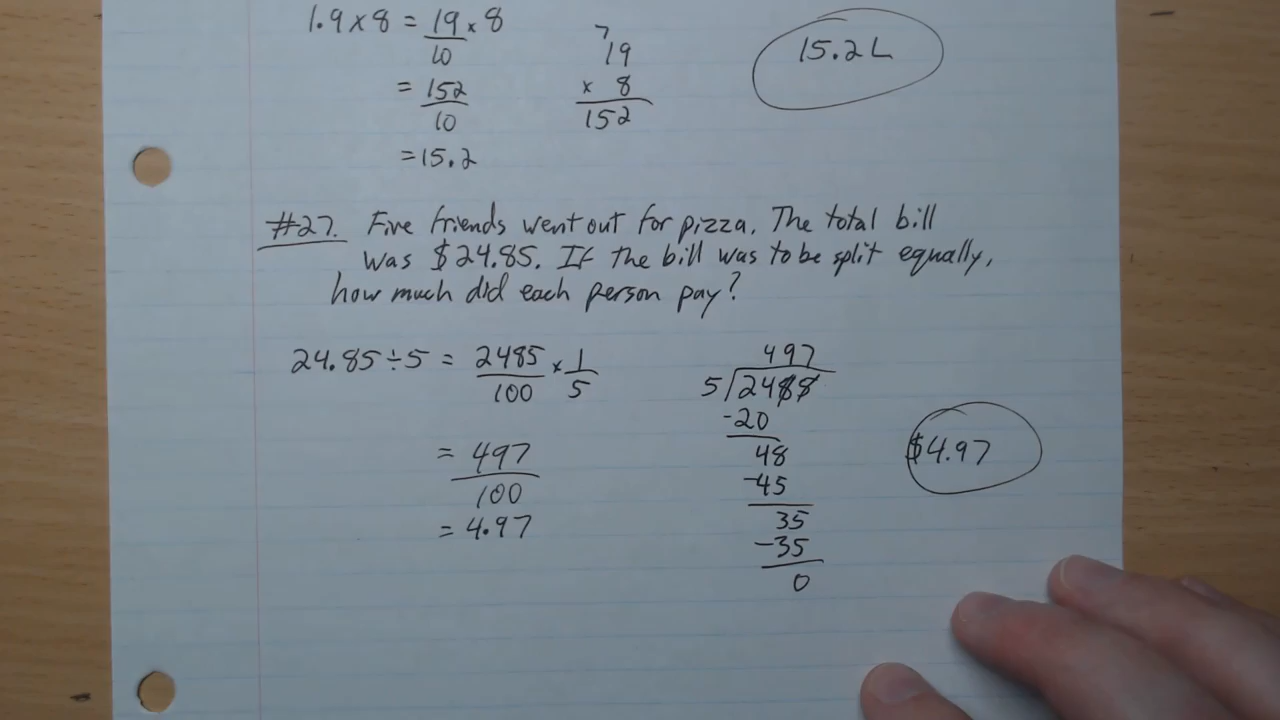 1.9 x 8 = 19/10 x 8
= 152/10
= 15.2
7
19
x 8
152
15.2 L
#27. Five friends went out for pizza. The total bill
was $24.85. If the bill was to be split equally,
how much did each person pay?
24.85 ÷ 5 = 2485/100 x 1/5
= 497/100
= 4.97
497
5)2485
-20
48
-45
35
-35
0
$4.97